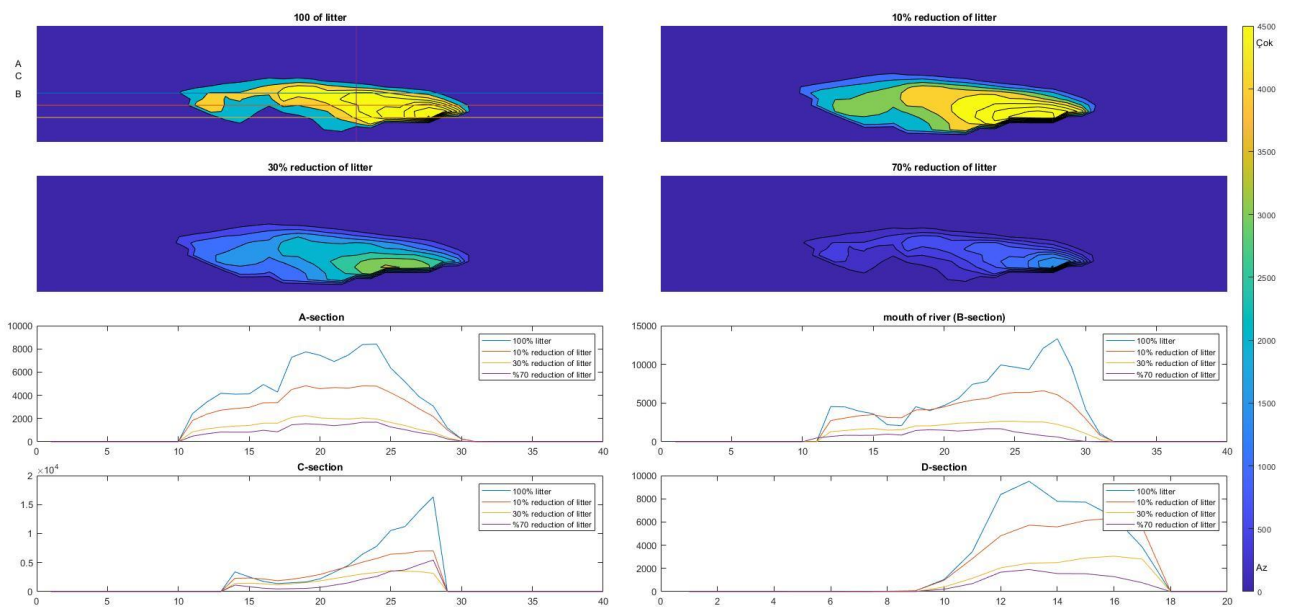 100 of litter
10% reduction of litter
A
C
B
4500
Çok
4000
3500
3000
2500
2000
1500
1000
500
Az
0
30% reduction of litter
70% reduction of litter
A-section
10000
8000
6000
4000
2000
0
0 5 10 15 20 25 30 35 40
100% litter
10% reduction of litter
30% reduction of litter
%70 reduction of litter
mouth of river (B-section)
15000
10000
5000
0
0 5 10 15 20 25 30 35 40
100% litter
10% reduction of litter
30% reduction of litter
%70 reduction of litter
C-section
×10⁴
2
1.5
1
0.5
0
0 5 10 15 20 25 30 35 40
100% litter
10% reduction of litter
30% reduction of litter
%70 reduction of litter
D-section
10000
8000
6000
4000
2000
0
0 2 4 6 8 10 12 14 16 18 20
100% litter
10% reduction of litter
30% reduction of litter
%70 reduction of litter